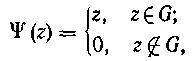 Ψ(z) = { z, z ∈ G;
0, z ∉ G,